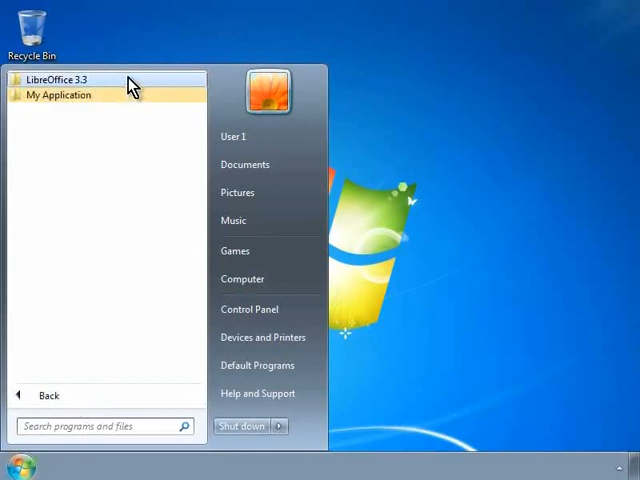 Recycle Bin
LibreOffice 3.3
My Application
User 1
Documents
Pictures
Music
Games
Computer
Control Panel
Devices and Printers
Default Programs
Help and Support
Back
Search programs and files
Shut down